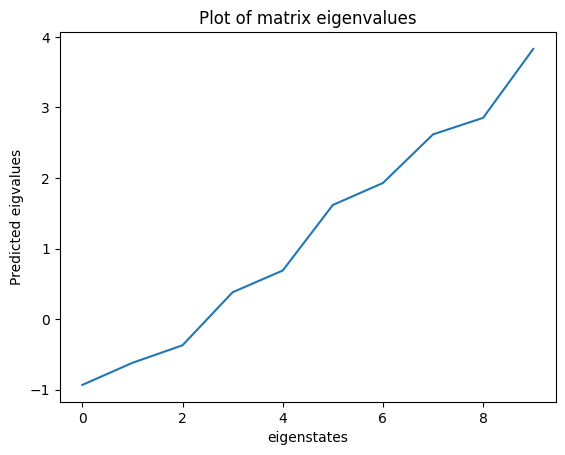 Plot of matrix eigenvalues
4
3
2
1
0
−1
Predicted eigvalues
0 2 4 6 8
eigenstates